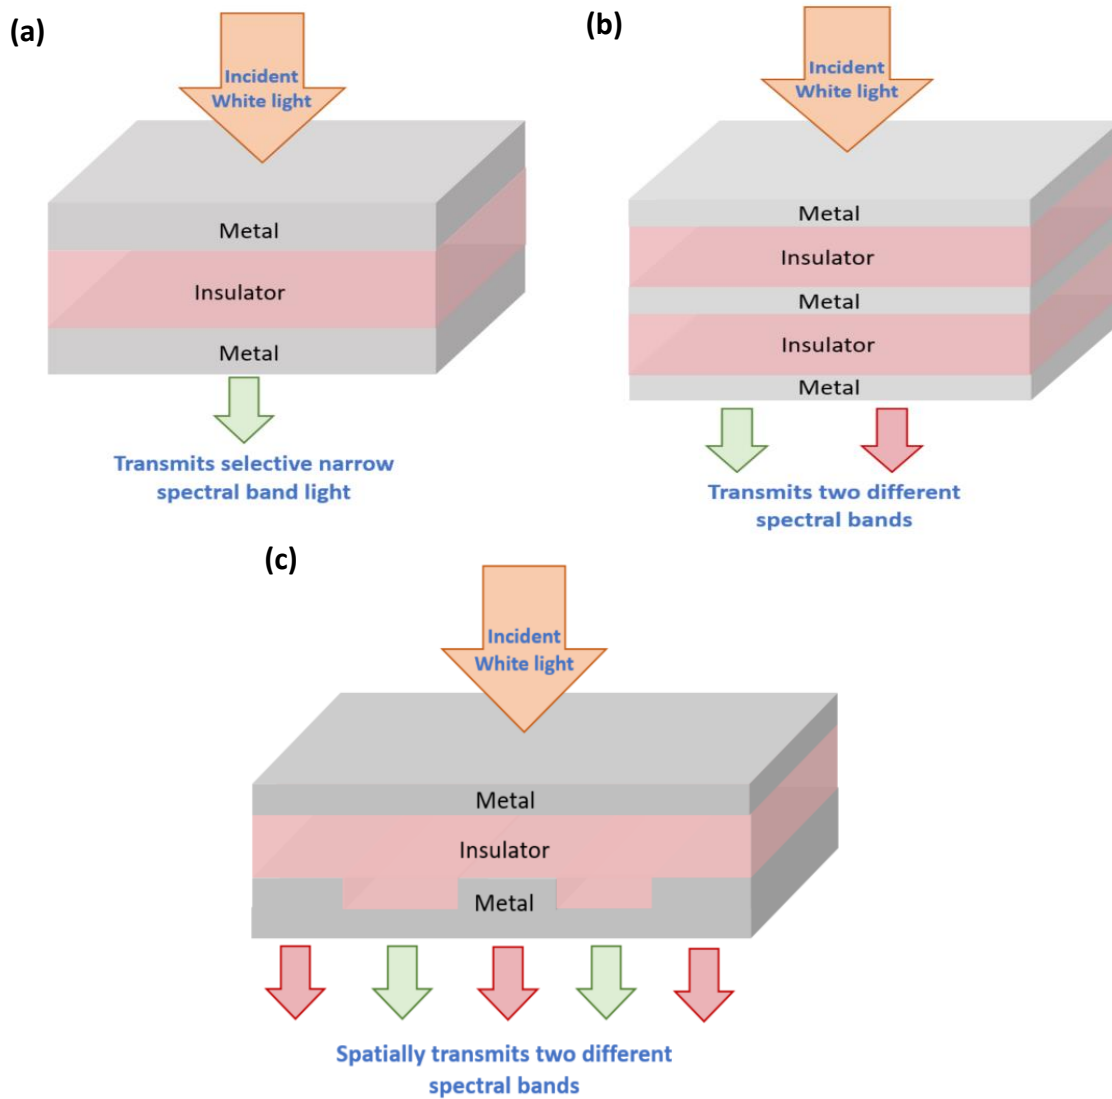 (a)
Incident
White light
Metal
Insulator
Metal
Transmits selective narrow
spectral band light
(b)
Incident
White light
Metal
Insulator
Metal
Insulator
Metal
Transmits two different
spectral bands
(c)
Incident
White light
Metal
Insulator
Metal
Spatially transmits two different
spectral bands